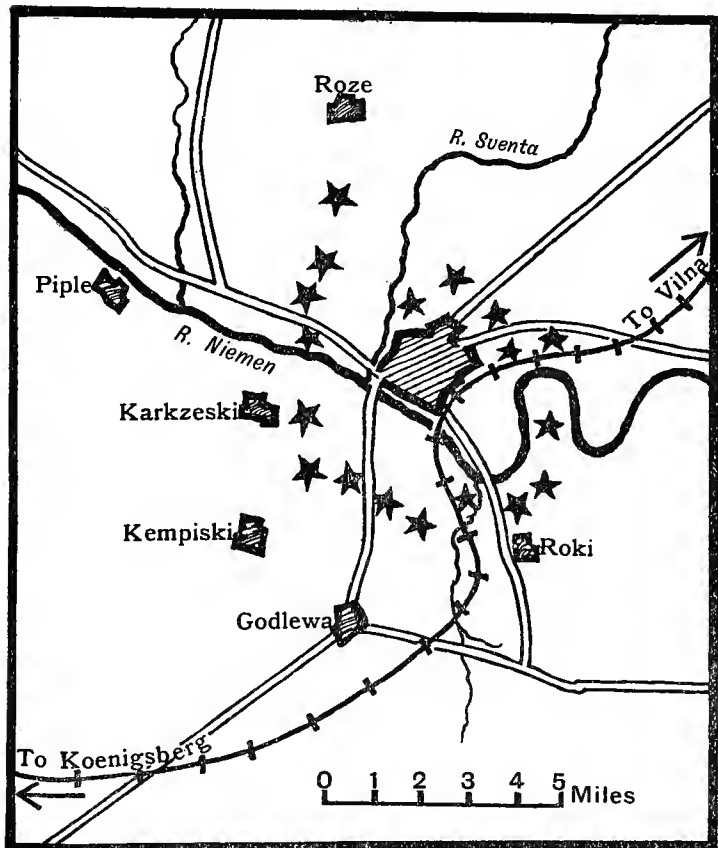 Roze
R. Sventa
Piple
To Vilna
R. Niemen
Karkzeski
Kempiski
Roki
Godlewa
To Koenigsberg
0 1 2 3 4 5 Miles